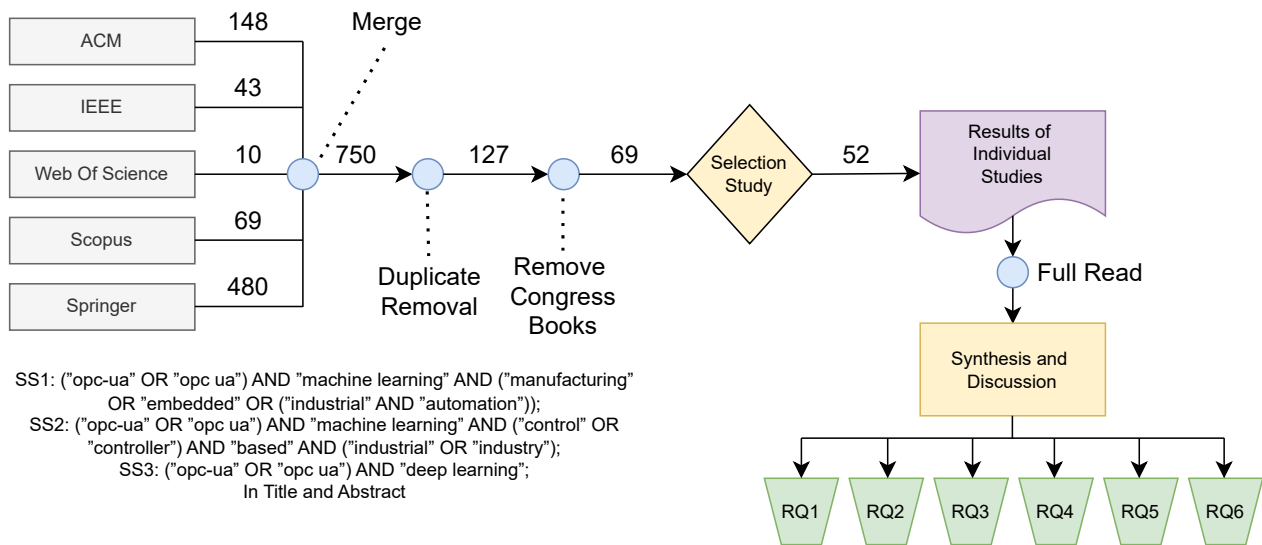 ACM
148
IEEE
43
Web Of Science
10
Scopus
69
Springer
480
Merge
750
Duplicate
Removal
127
Remove
Congress
Books
69
Selection
Study
52
Results of
Individual
Studies
Full Read
Synthesis and
Discussion
RQ1
RQ2
RQ3
RQ4
RQ5
RQ6
SS1: (”opc-ua” OR ”opc ua”) AND ”machine learning” AND (”manufacturing”
OR ”embedded” OR (”industrial” AND ”automation”));
SS2: (”opc-ua” OR ”opc ua”) AND ”machine learning” AND (”control” OR
”controller”) AND ”based” AND (”industrial” OR ”industry”);
SS3: (”opc-ua” OR ”opc ua”) AND ”deep learning”;
In Title and Abstract